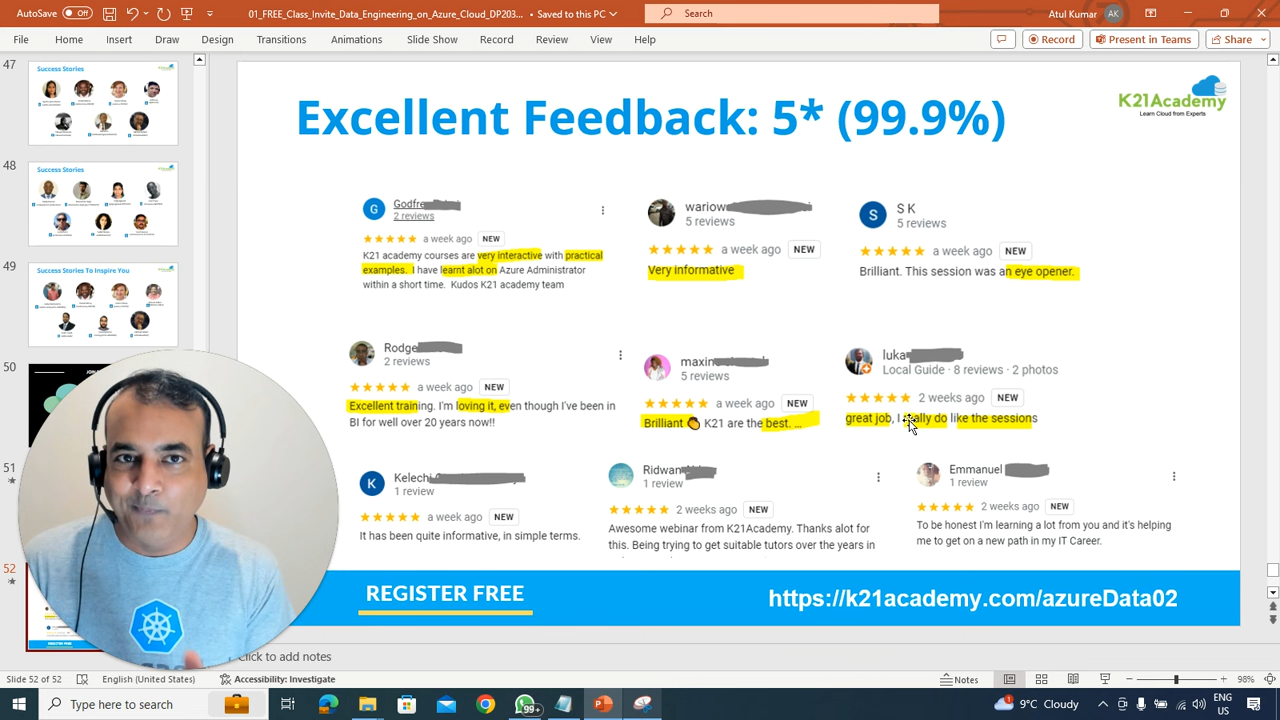 01_FREE_Class_Invite_Data_Engineering_on_Azure_DP203... • Saved to this PC
Search
Atul Kumar
AK
File Home Insert Draw Design Transitions Animations Slide Show Record Review View Help
Record
Present in Teams
Share
47
Success Stories
48
Success Stories
49
Success Stories To Inspire You
50
51
52
Excellent Feedback: 5* (99.9%)
K21Academy
Learn Cloud from Experts
G
Godfre
2 reviews
a week ago NEW
K21 academy courses are very interactive with practical
examples. I have learnt alot on Azure Administrator
within a short time. Kudos K21 academy team
wariow
5 reviews
a week ago NEW
Very informative
S
S K
5 reviews
a week ago NEW
Brilliant. This session was an eye opener.
Rodge
2 reviews
a week ago NEW
Excellent training. I'm loving it, even though I've been in
BI for well over 20 years now!!
maxin
5 reviews
a week ago NEW
Brilliant 👏 K21 are the best. ...
luka
Local Guide · 8 reviews · 2 photos
2 weeks ago NEW
great job, I really do like the sessions
K
Kelechi
1 review
a week ago NEW
It has been quite informative, in simple terms.
Ridwan
1 review
2 weeks ago NEW
Awesome webinar from K21Academy. Thanks alot for
this. Being trying to get suitable tutors over the years in
Emmanuel
1 review
2 weeks ago NEW
To be honest I'm learning a lot from you and it's helping
me to get on a new path in my IT Career.
REGISTER FREE
https://k21academy.com/azureData02
Click to add notes
Slide 52 of 52
English (United States)
Accessibility: Investigate
Notes
98%
Type here to search
99+
1
9°C Cloudy
ENG
US